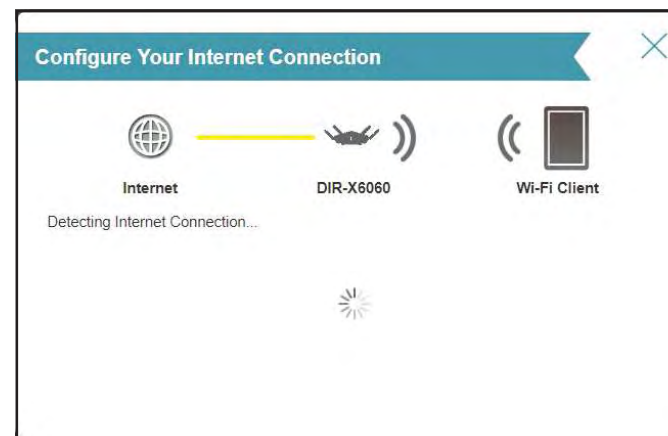 Configure Your Internet Connection
Internet
DIR-X6060
Wi-Fi Client
Detecting Internet Connection...